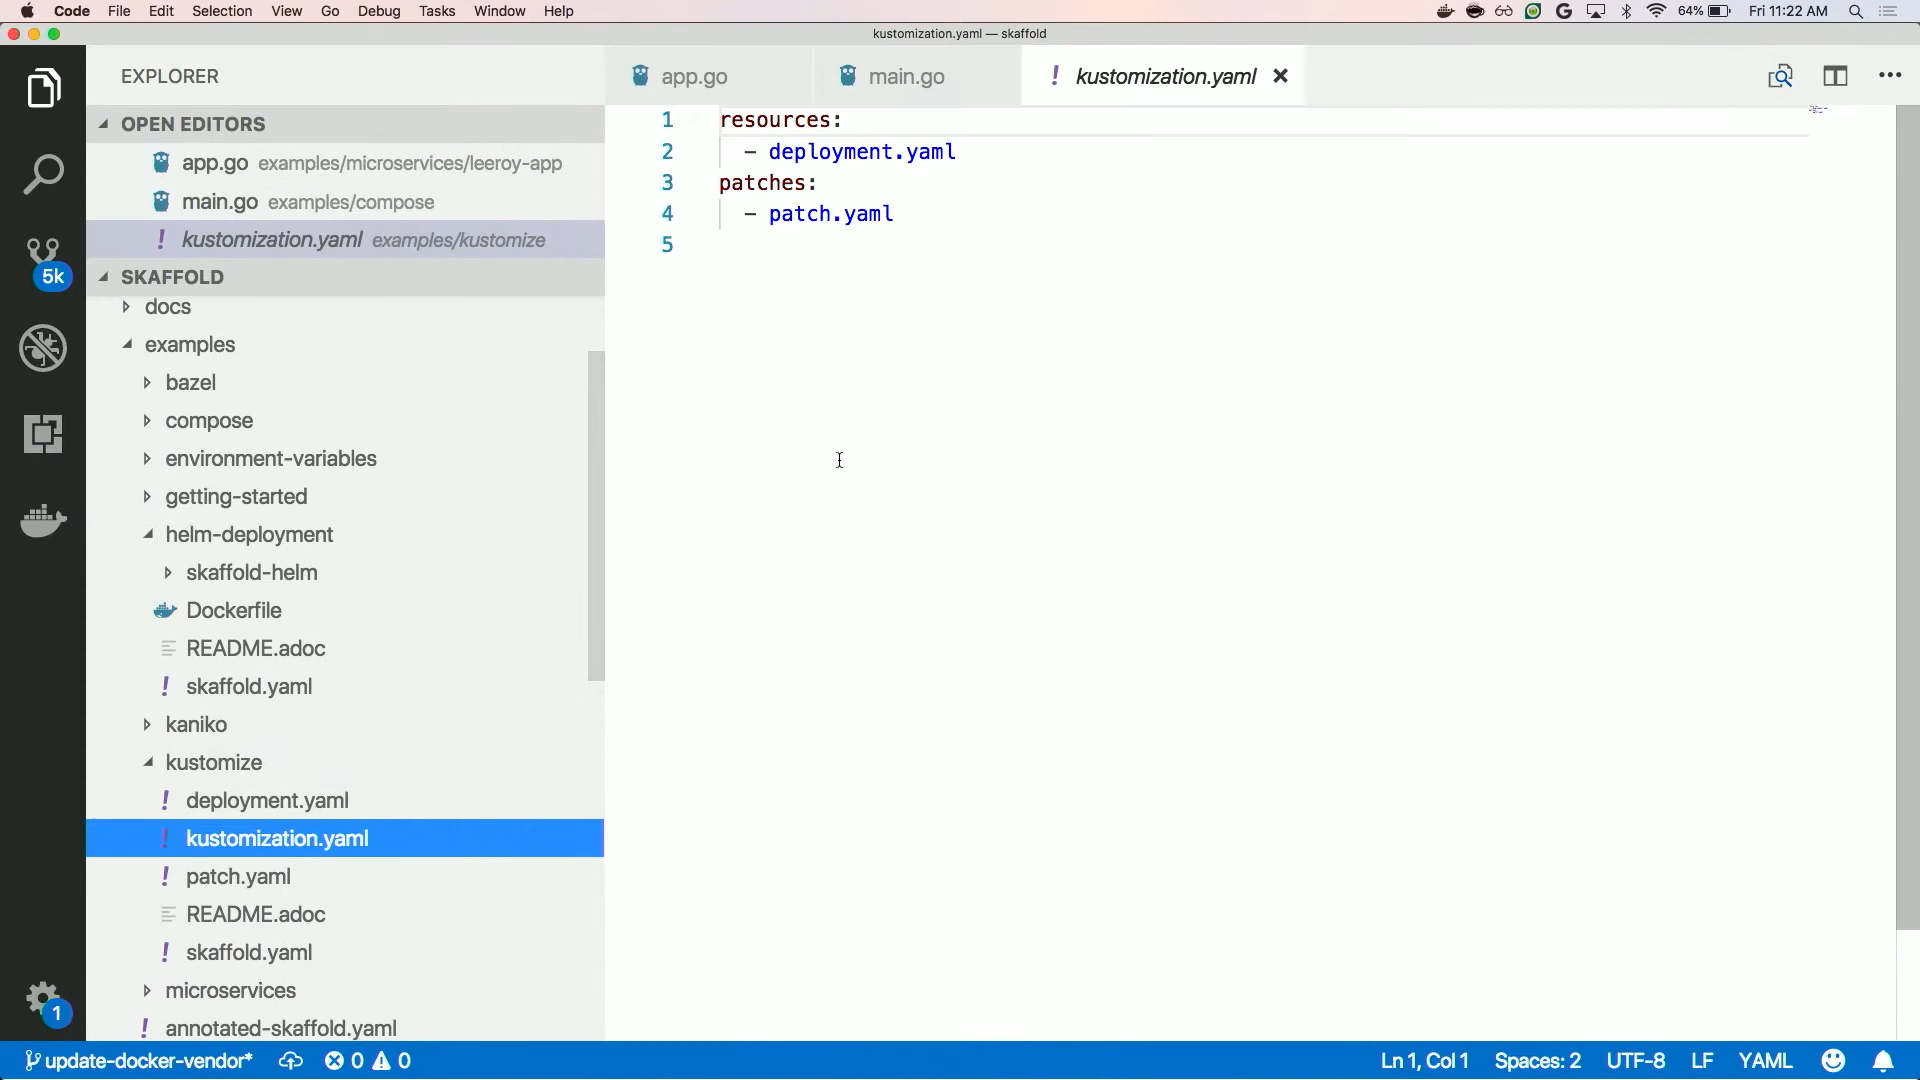 Code File Edit Selection View Go Debug Tasks Window Help
64% Fri 11:22 AM
kustomization.yaml — skaffold
EXPLORER
OPEN EDITORS
app.go examples/microservices/leeroy-app
main.go examples/compose
! kustomization.yaml examples/kustomize
SKAFFOLD
docs
examples
bazel
compose
environment-variables
getting-started
helm-deployment
skaffold-helm
Dockerfile
README.adoc
! skaffold.yaml
kaniko
kustomize
! deployment.yaml
! kustomization.yaml
! patch.yaml
README.adoc
! skaffold.yaml
microservices
! annotated-skaffold.yaml
5k
1
app.go main.go ! kustomization.yaml
1 resources:
2 - deployment.yaml
3 patches:
4 - patch.yaml
5
update-docker-vendor* 0 0
Ln 1, Col 1 Spaces: 2 UTF-8 LF YAML